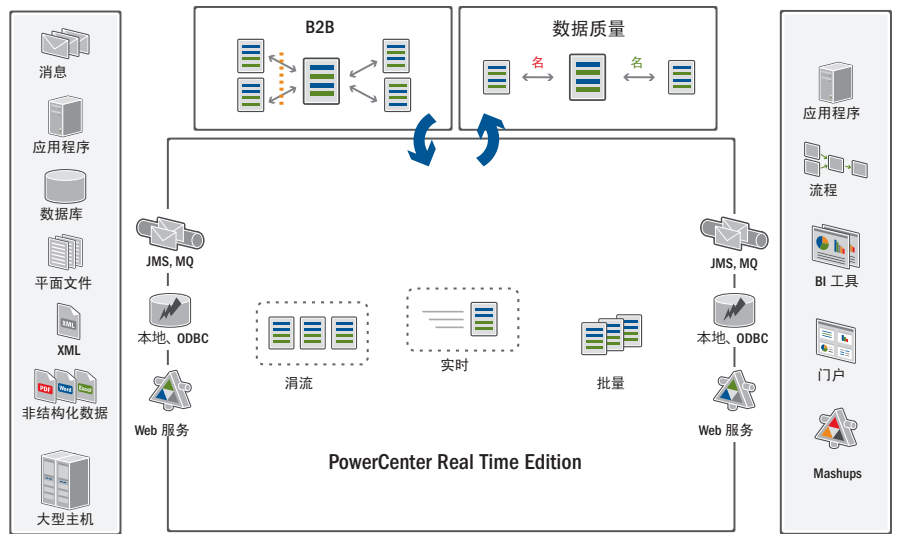 消息
应用程序
数据库
平面文件
XML
XML
PDF
Word
Excel
非结构化数据
大型主机
B2B
数据质量
名
名
JMS, MQ
本地、ODBC
Web 服务
涓流
实时
批量
PowerCenter Real Time Edition
JMS, MQ
本地、ODBC
Web 服务
应用程序
流程
BI 工具
门户
Mashups